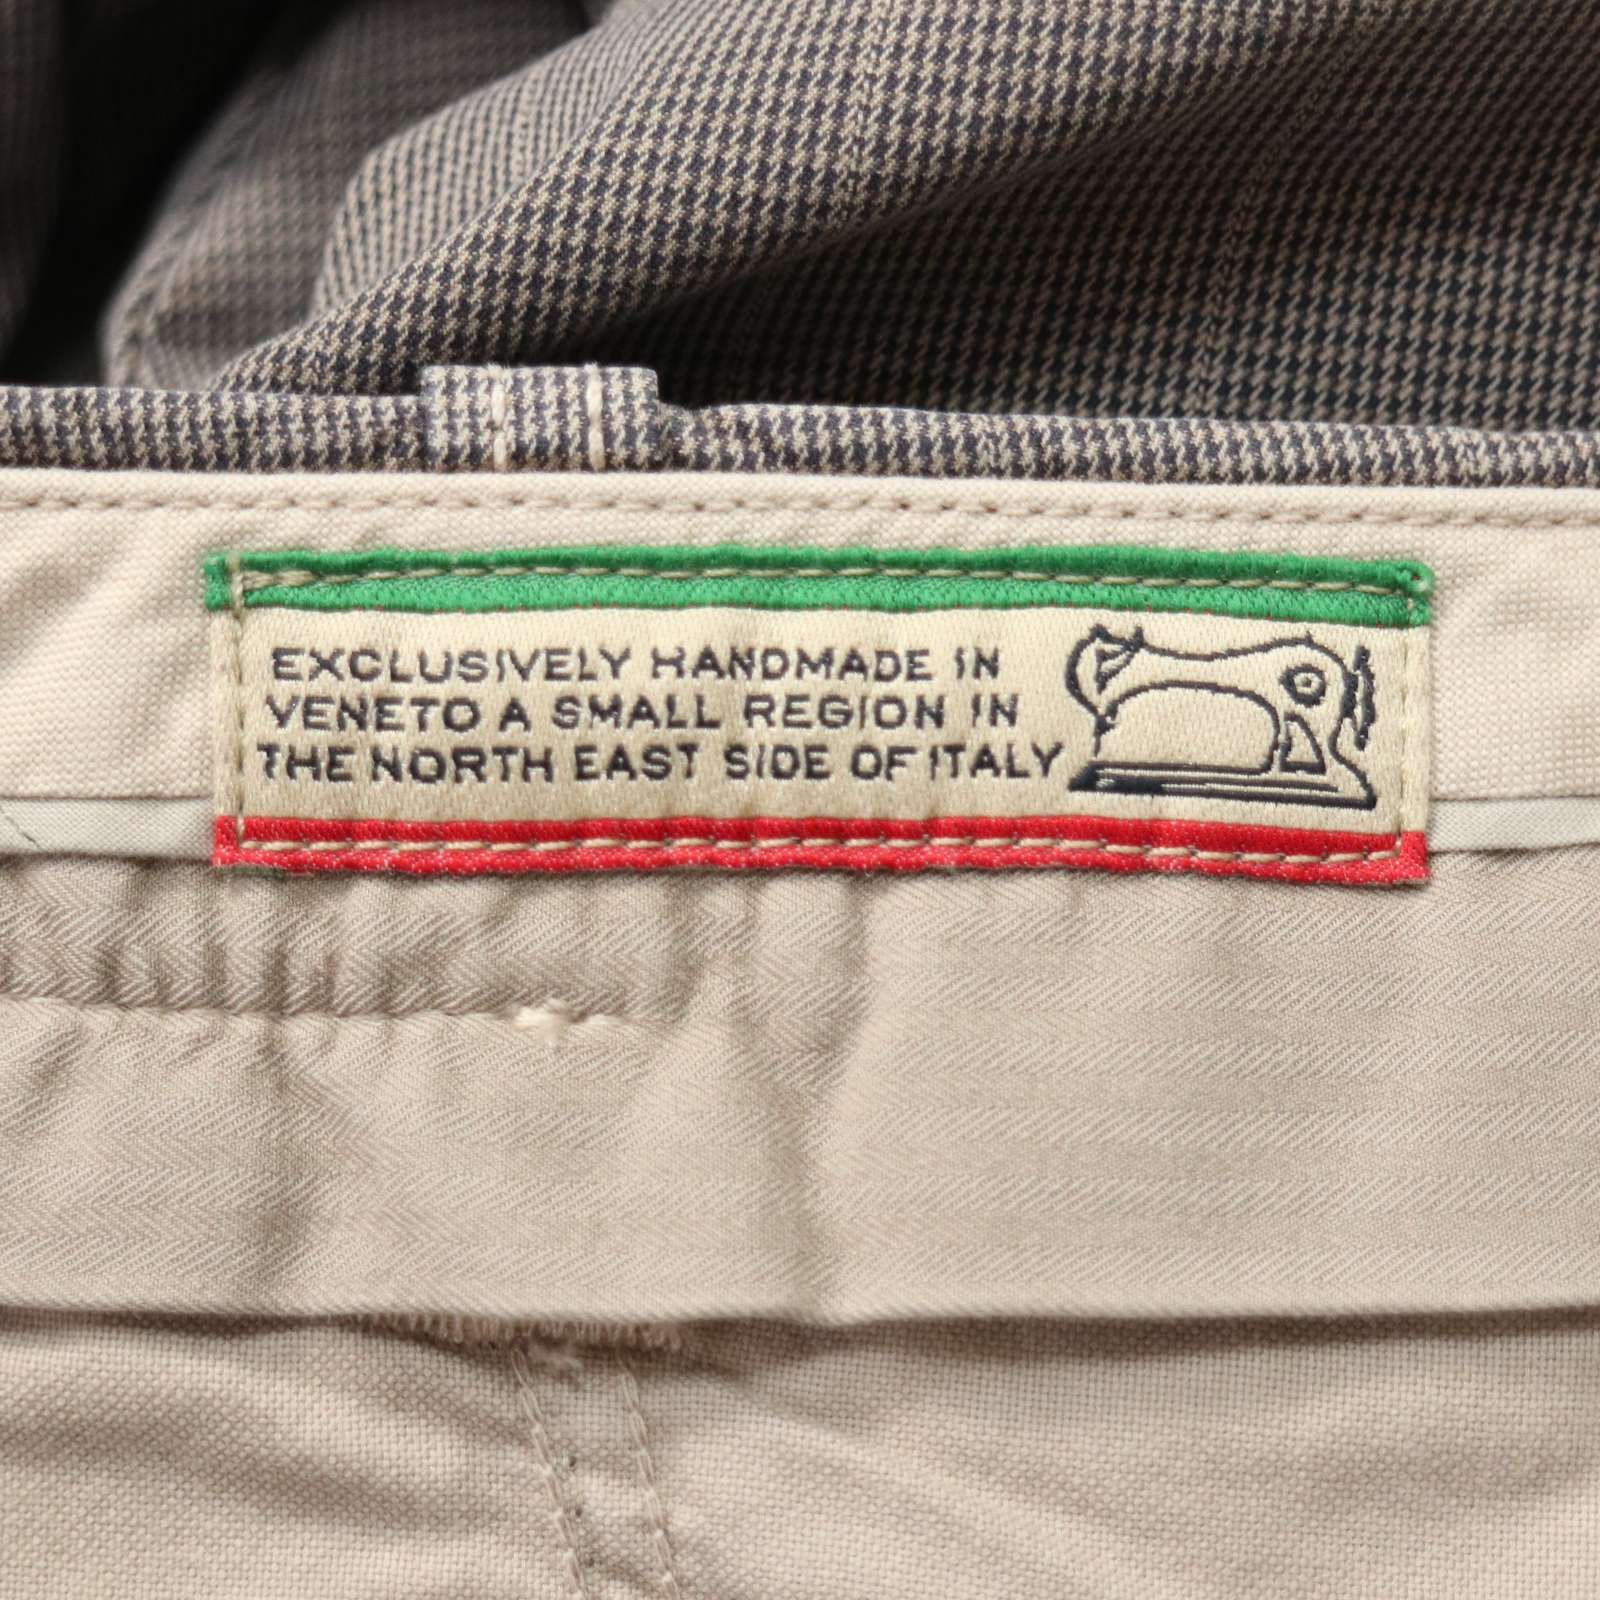 EXCLUSIVELY HANDMADE IN
VENETO A SMALL REGION IN
THE NORTH EAST SIDE OF ITALY